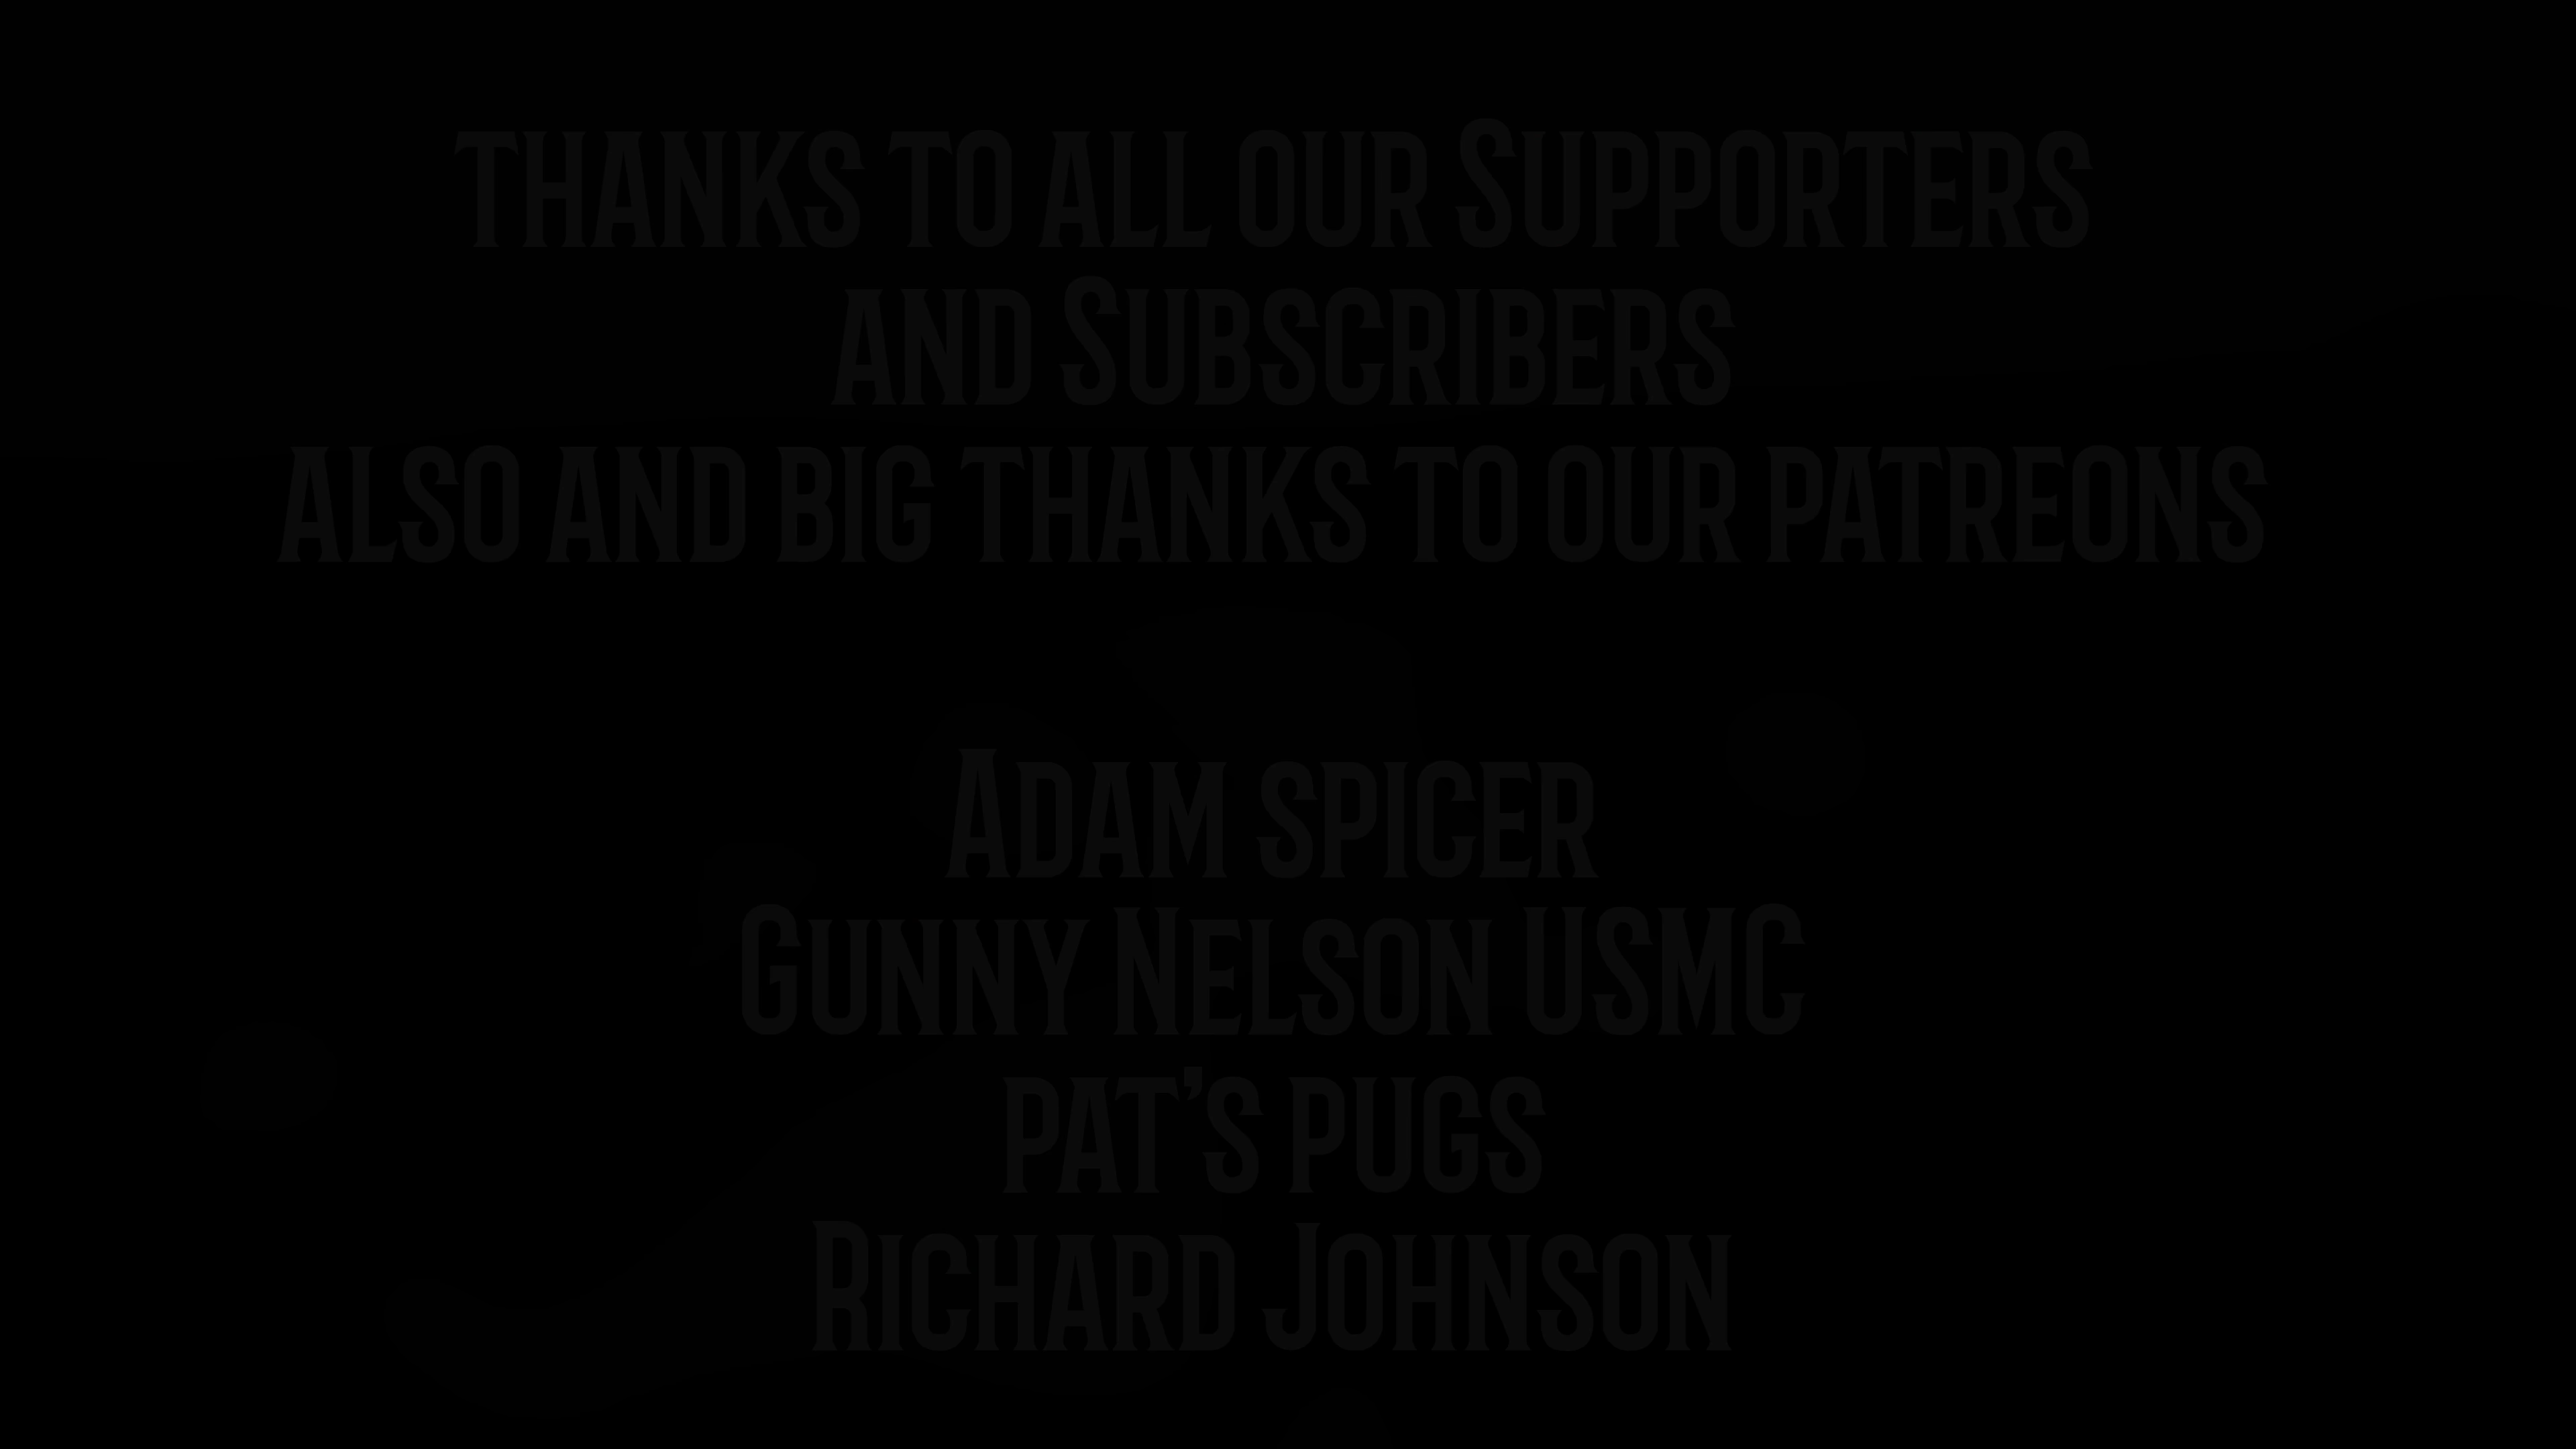 Thanks to all our Supporters
and Subscribers
also and big thanks to our patreons
Adam spicer
Gunny Nelson USMC
pat's pugs
Richard Johnson